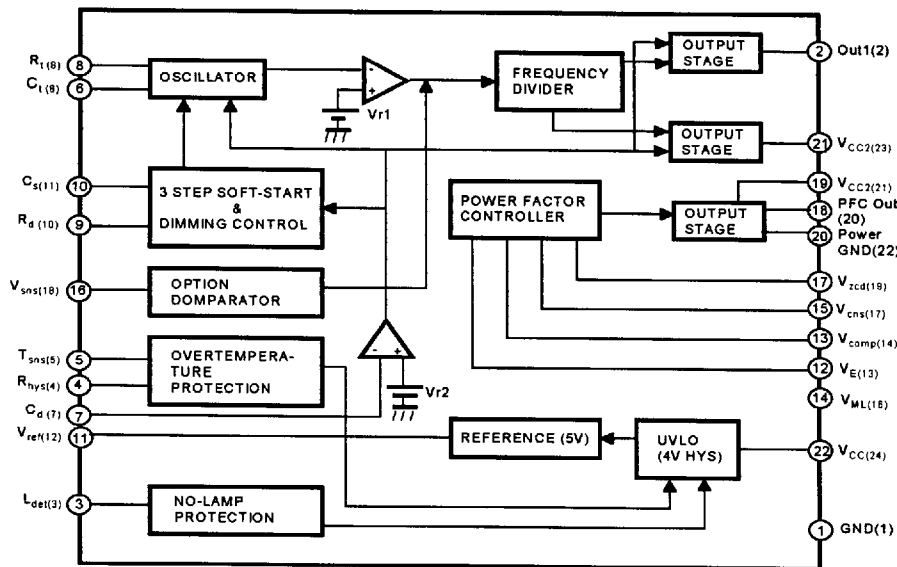 Rt(8)
8
Ct(8)
6
OSCILLATOR
-
+
Vr1
FREQUENCY
DIVIDER
OUTPUT
STAGE
2
Out1(2)
OUTPUT
STAGE
21
VCC2(23)
Cs(11)
10
Rd(10)
9
3 STEP SOFT-START
&
DIMMING CONTROL
POWER FACTOR
CONTROLLER
OUTPUT
STAGE
19
VCC2(21)
18
PFC Out
(20)
20
Power
GND(22)
Vsns(18)
16
OPTION
DOMPARATOR
17
Vzcd(19)
15
Vcns(17)
13
Vcomp(14)
12
VE(13)
14
VML(16)
Tsns(5)
5
Rhys(4)
4
OVERTEMPERA-
TURE
PROTECTION
-
+
Vr2
Cd(7)
7
Vref(12)
11
REFERENCE (5V)
UVLO
(4V HYS)
22
VCC(24)
Ldet(3)
3
NO-LAMP
PROTECTION
1
GND(1)